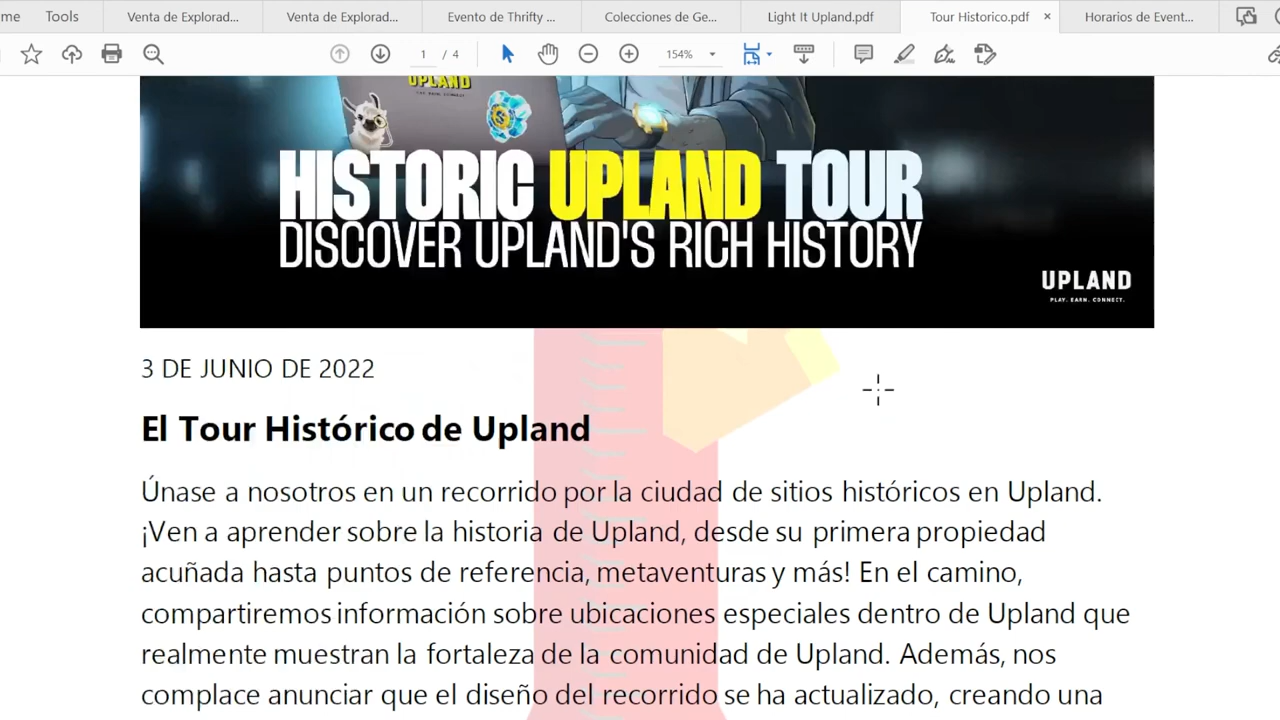 me Tools Venta de Explorad... Venta de Explorad... Evento de Thrifty ... Colecciones de Ge... Light It Upland.pdf Tour Historico.pdf × Horarios de Event...
1 / 4 154%
UPLAND
HISTORIC UPLAND TOUR
DISCOVER UPLAND'S RICH HISTORY
UPLAND
PLAY. EARN. CONNECT.
3 DE JUNIO DE 2022
El Tour Histórico de Upland
Únase a nosotros en un recorrido por la ciudad de sitios históricos en Upland.
¡Ven a aprender sobre la historia de Upland, desde su primera propiedad
acuñada hasta puntos de referencia, metaventuras y más! En el camino,
compartiremos información sobre ubicaciones especiales dentro de Upland que
realmente muestran la fortaleza de la comunidad de Upland. Además, nos
complace anunciar que el diseño del recorrido se ha actualizado, creando una